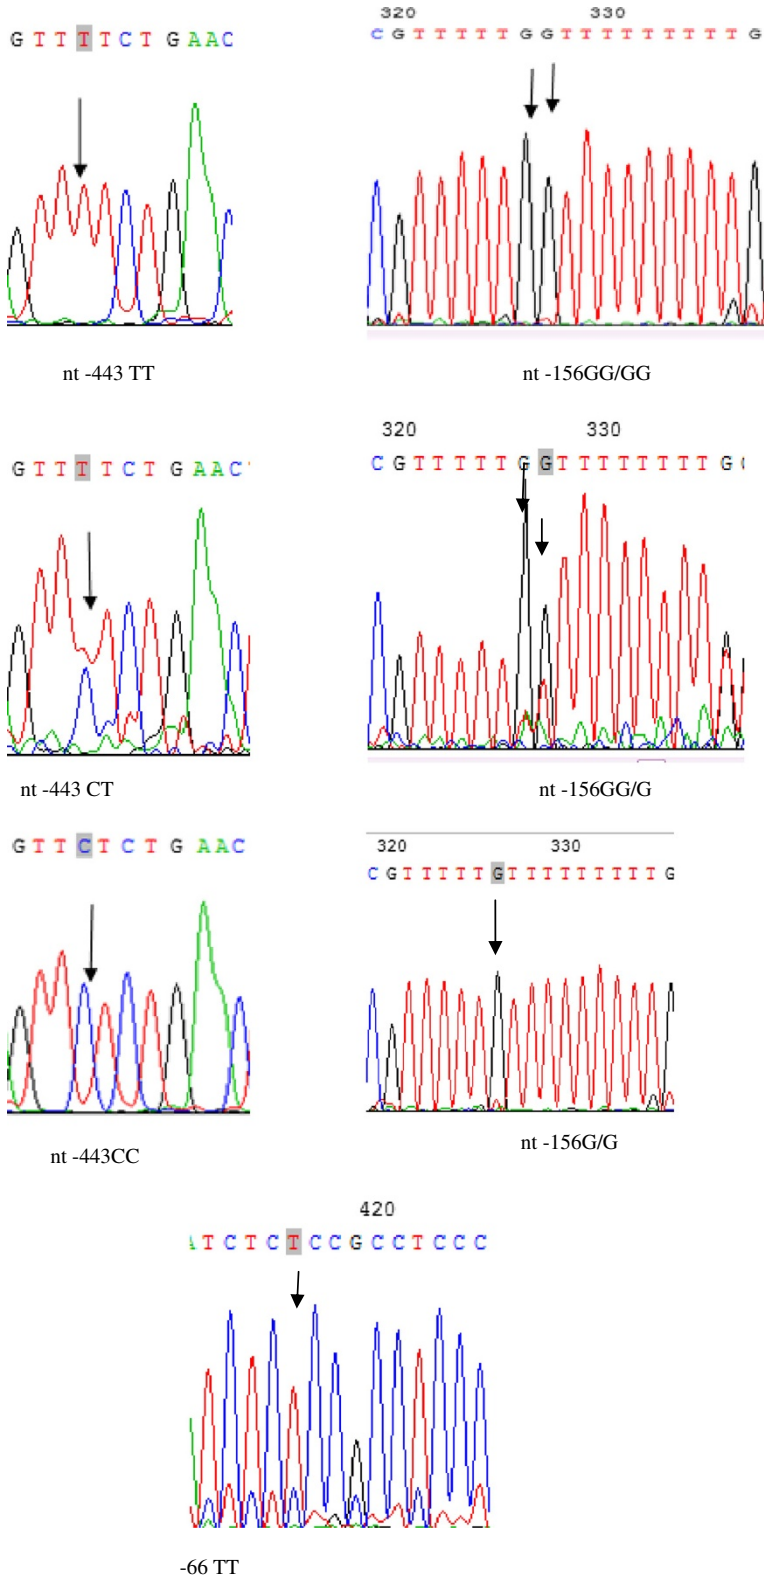 G T T T T C T G A A C
320 330
C G T T T T T G G T T T T T T T T T G
nt -443 TT
nt -156GG/GG
G T T T T C T G A A C
320 330
C G T T T T T G G T T T T T T T T G
nt -443 CT
nt -156GG/G
G T T C T C T G A A C
320 330
C G T T T T T G T T T T T T T T T G
nt -443CC
nt -156G/G
420
A T C T C T C C G C C T C C C
-66 TT